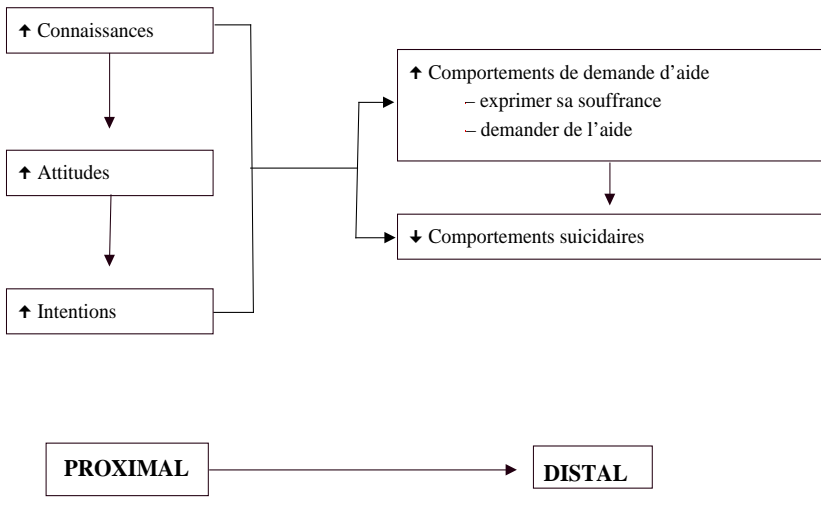 ↑ Connaissances
↑ Attitudes
↑ Intentions
↑ Comportements de demande d’aide
– exprimer sa souffrance
– demander de l’aide
↓ Comportements suicidaires
PROXIMAL
DISTAL